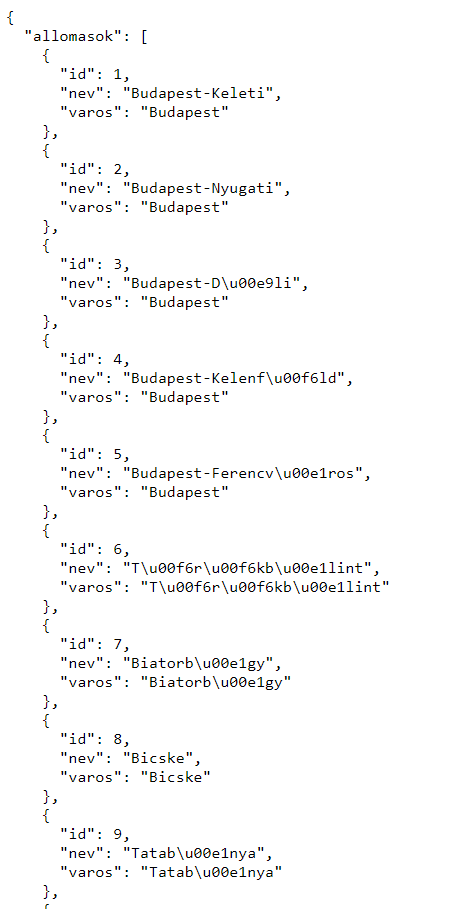 {
"allomasok": [
{
"id": 1,
"nev": "Budapest-Keleti",
"varos": "Budapest"
},
{
"id": 2,
"nev": "Budapest-Nyugati",
"varos": "Budapest"
},
{
"id": 3,
"nev": "Budapest-D\u00e9li",
"varos": "Budapest"
},
{
"id": 4,
"nev": "Budapest-Kelenf\u00f6ld",
"varos": "Budapest"
},
{
"id": 5,
"nev": "Budapest-Ferencv\u00e1ros",
"varos": "Budapest"
},
{
"id": 6,
"nev": "T\u00f6r\u00f6kb\u00e1lint",
"varos": "T\u00f6r\u00f6kb\u00e1lint"
},
{
"id": 7,
"nev": "Biatorb\u00e1gy",
"varos": "Biatorb\u00e1gy"
},
{
"id": 8,
"nev": "Bicske",
"varos": "Bicske"
},
{
"id": 9,
"nev": "Tatab\u00e1nya",
"varos": "Tatab\u00e1nya"
},
{